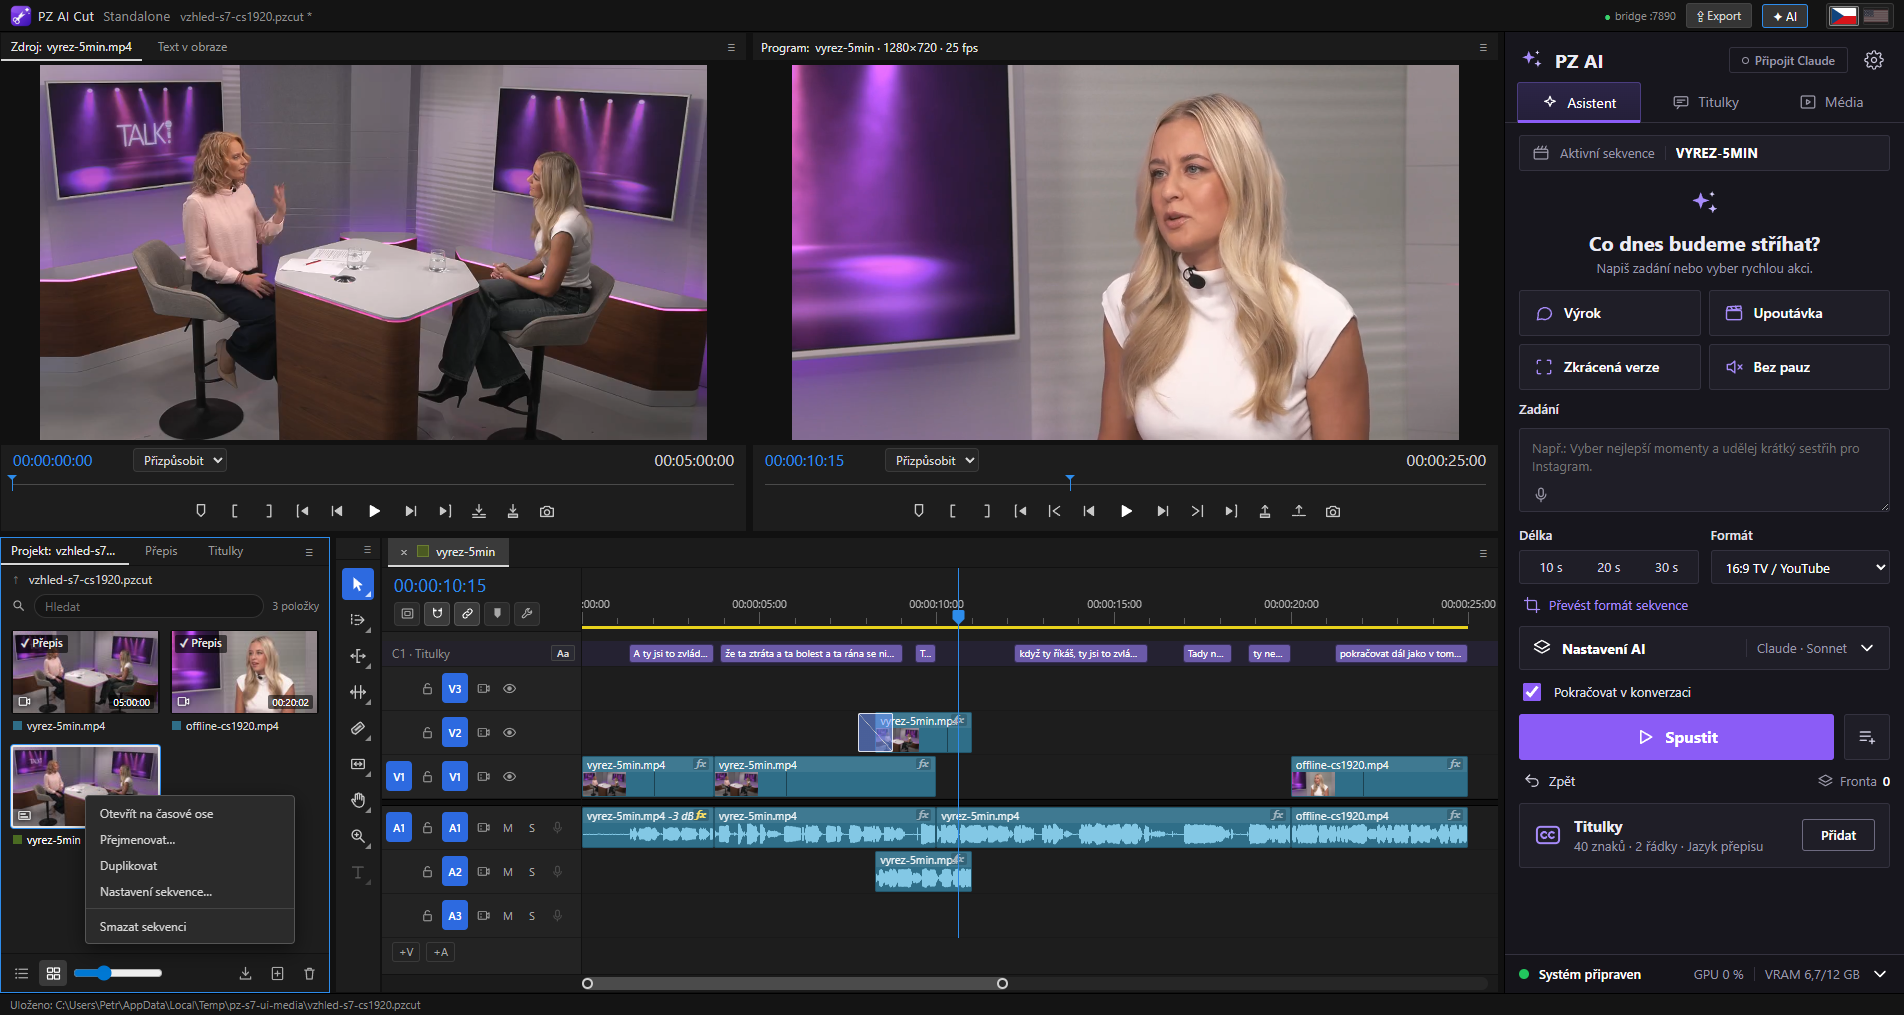 PZ AI Cut Standalone vzhled-s7-cs1920.pzcut *
bridge :7890 Export AI
Zdroj: vyrez-5min.mp4 Text v obraze
Program: vyrez-5min · 1280×720 · 25 fps
TALK!
00:00:00:00 Přizpůsobit 00:05:00:00
00:00:10:15 Přizpůsobit 00:00:25:00
Projekt: vzhled-s7... Přepis Titulky
vzhled-s7-cs1920.pzcut
Hledat 3 položky
Přepis
05:00:00
vyrez-5min.mp4
Přepis
00:20:02
offline-cs1920.mp4
vyrez-5min
Otevřít na časové ose
Přejmenovat...
Duplikovat
Nastavení sekvence...
Smazat sekvenci
× vyrez-5min
00:00:10:15
:00:00 00:00:05:00 00:00:10:00 00:00:15:00 00:00:20:00 00:00:25:00
C1 · Titulky Aa
A ty jsi to zvlád... že ta ztráta a ta bolest a ta rána se ni... T... když ty říkáš, ty jsi to zvlá... Tady n... ty ne... pokračovat dál jako v tom...
V3
V2 vyrez-5min.mp4 fx
V1 V1 vyrez-5min.mp4 fx vyrez-5min.mp4 fx offline-cs1920.mp4 fx
A1 A1 M S vyrez-5min.mp4 -3 dB fx vyrez-5min.mp4 fx vyrez-5min.mp4 fx offline-cs1920.mp4 fx
A2 M S vyrez-5min.mp4 fx
A3 M S
+V +A
PZ AI Připojit Claude
Asistent Titulky Média
Aktivní sekvence VYREZ-5MIN
Co dnes budeme stříhat?
Napiš zadání nebo vyber rychlou akci.
Výrok Upoutávka
Zkrácená verze Bez pauz
Zadání
Např.: Vyber nejlepší momenty a udělej krátký sestřih pro
Instagram.
Délka Formát
10 s 20 s 30 s 16:9 TV / YouTube
Převést formát sekvence
Nastavení AI Claude · Sonnet
Pokračovat v konverzaci
Spustit
Zpět Fronta 0
CC Titulky Přidat
40 znaků · 2 řádky · Jazyk přepisu
Systém připraven GPU 0 % VRAM 6,7/12 GB
Uloženo: C:\Users\Petr\AppData\Local\Temp\pz-s7-ui-media\vzhled-s7-cs1920.pzcut